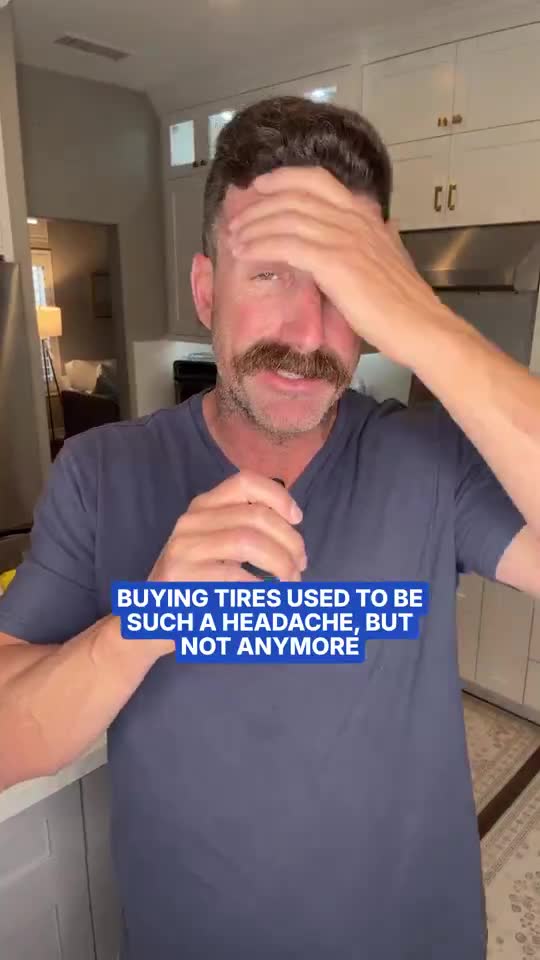 BUYING TIRES USED TO BE
SUCH A HEADACHE, BUT
NOT ANYMORE